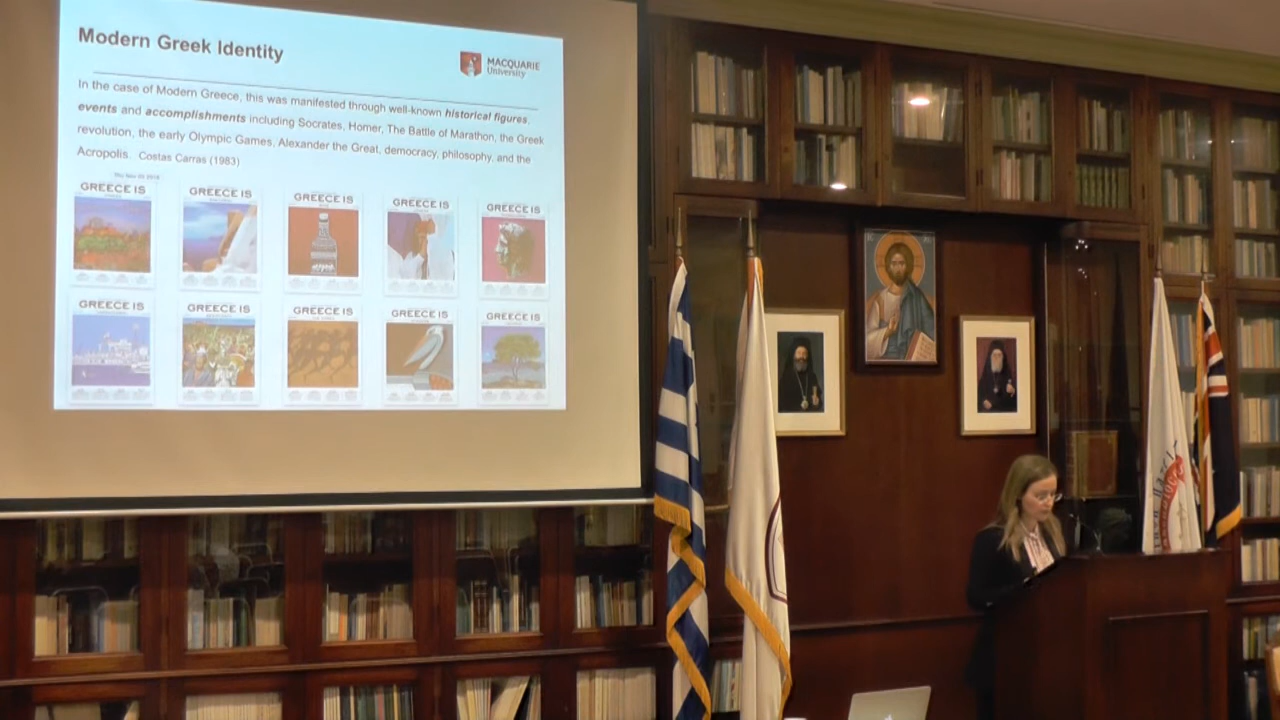 Modern Greek Identity
MACQUARIE
University
In the case of Modern Greece, this was manifested through well-known historical figures,
events and accomplishments including Socrates, Homer, The Battle of Marathon, the Greek
revolution, the early Olympic Games, Alexander the Great, democracy, philosophy, and the
Acropolis. Costas Carras (1983)
GREECE IS
GREECE IS
GREECE IS
GREECE IS
GREECE IS
GREECE IS
GREECE IS
GREECE IS
GREECE IS
GREECE IS